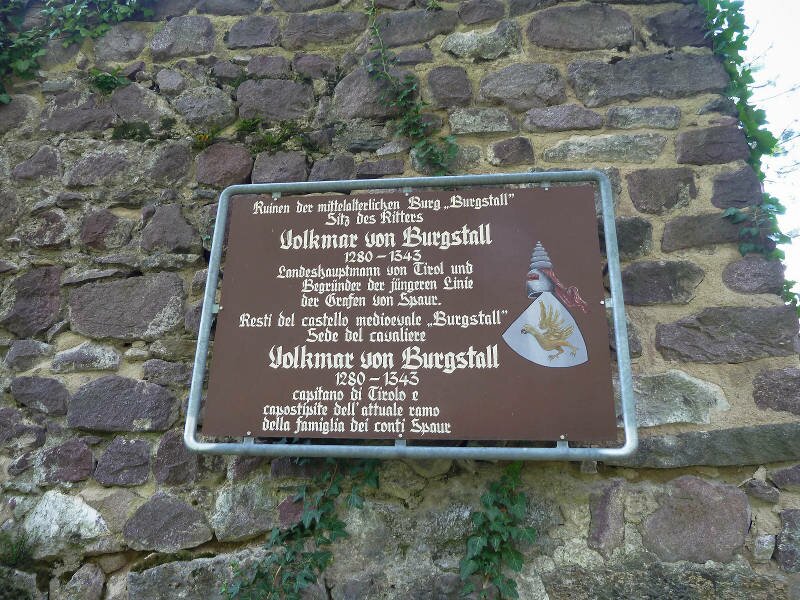 Ruinen der mittelalterlichen Burg „Burgstall"
Sitz des Ritters
Volkmar von Burgstall
1280 – 1343
Landeshauptmann von Tirol und
Begründer der jüngeren Linie
der Grafen von Spaur.
Resti del castello medioevale „Burgstall"
Sede del cavaliere
Volkmar von Burgstall
1280 – 1343
capitano di Tirolo e
capostipite dell'attuale ramo
della famiglia dei conti Spaur